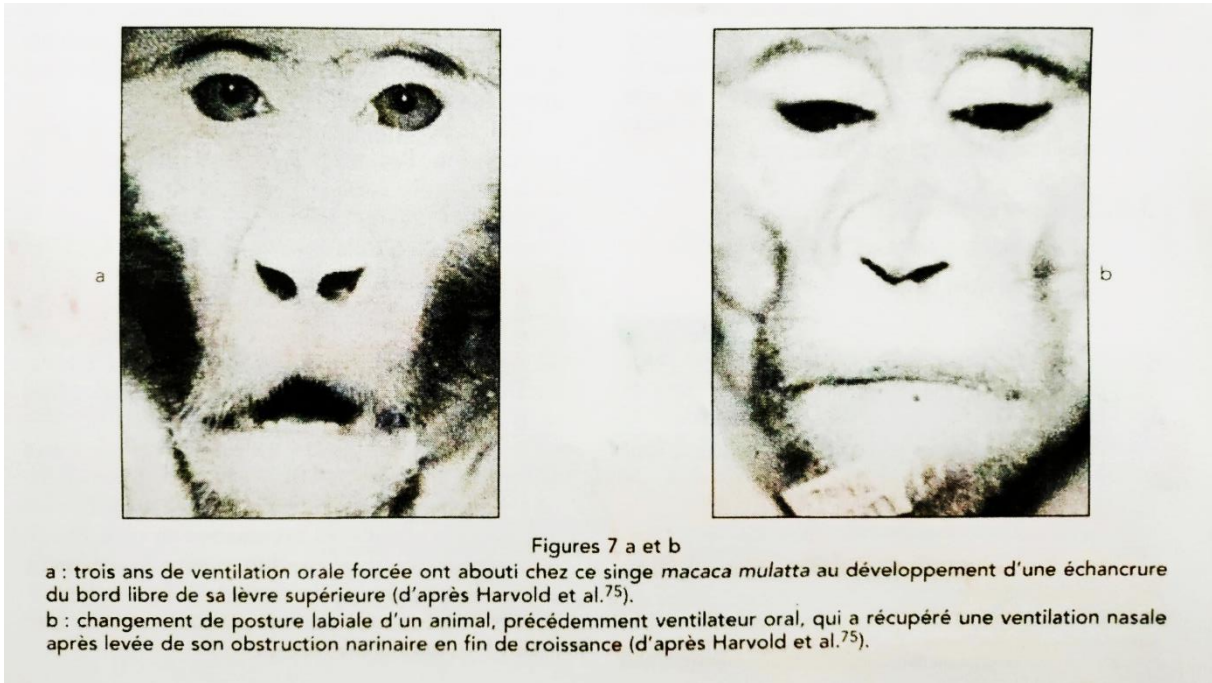 a
b
Figures 7 a et b
a : trois ans de ventilation orale forcée ont abouti chez ce singe macaca mulatta au développement d'une échancrure
du bord libre de sa lèvre supérieure (d'après Harvold et al.75).
b : changement de posture labiale d'un animal, précédemment ventilateur oral, qui a récupéré une ventilation nasale
après levée de son obstruction narinaire en fin de croissance (d'après Harvold et al.75).